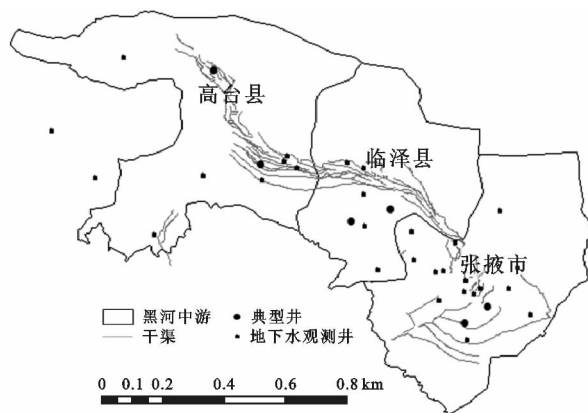 高台县
临泽县
张掖市
黑河中游 典型井
干渠 地下水观测井
0 0.1 0.2 0.4 0.6 0.8 km